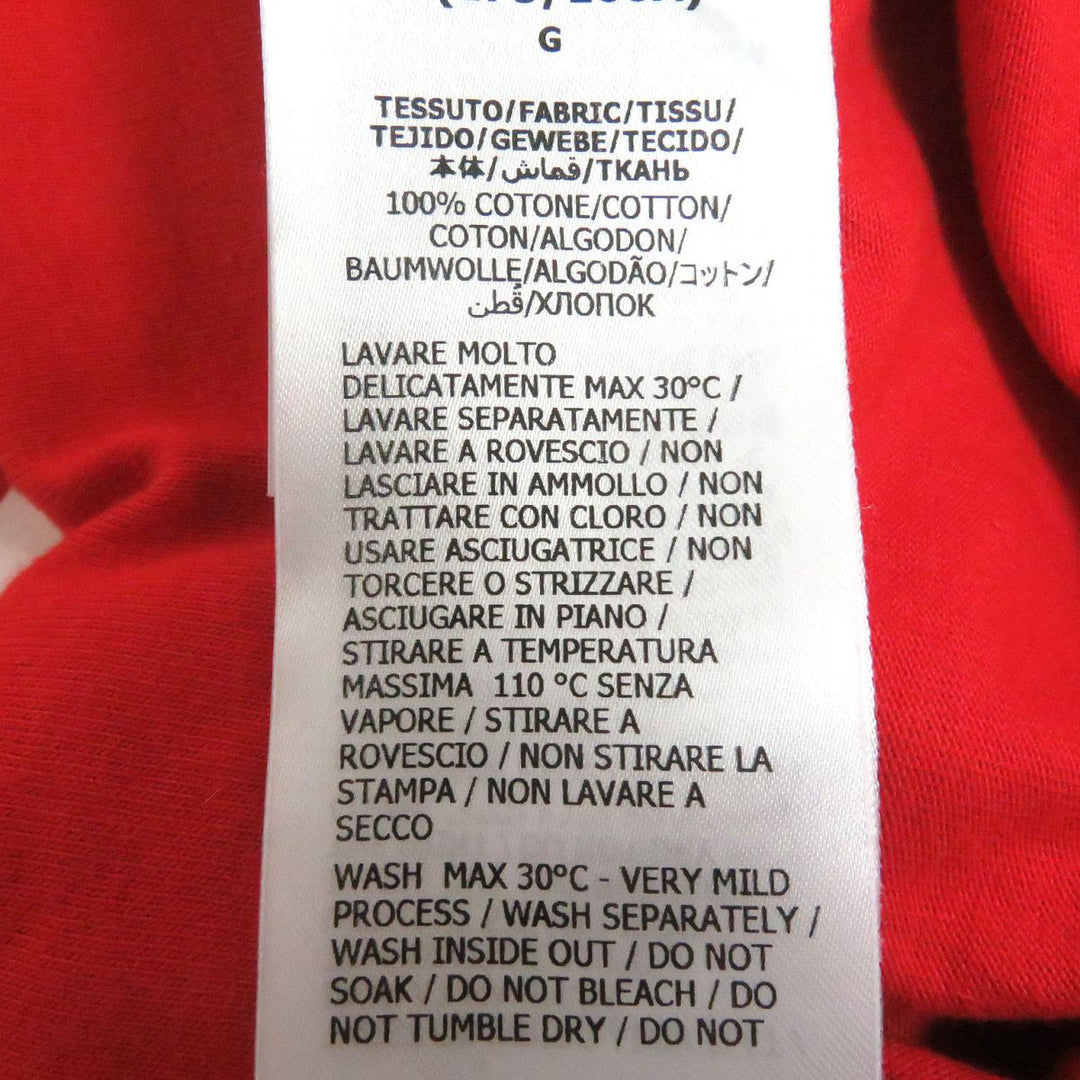 G
TESSUTO/FABRIC/TISSU/
TEJIDO/GEWEBE/TECIDO/
本体/قماش/ТКАНЬ
100% COTONE/COTTON/
COTON/ALGODON/
BAUMWOLLE/ALGODÃO/コットン/
قُطن/ХЛОПОК
LAVARE MOLTO
DELICATAMENTE MAX 30°C /
LAVARE SEPARATAMENTE /
LAVARE A ROVESCIO / NON
LASCIARE IN AMMOLLO / NON
TRATTARE CON CLORO / NON
USARE ASCIUGATRICE / NON
TORCERE O STRIZZARE /
ASCIUGARE IN PIANO /
STIRARE A TEMPERATURA
MASSIMA 110 °C SENZA
VAPORE / STIRARE A
ROVESCIO / NON STIRARE LA
STAMPA / NON LAVARE A
SECCO
WASH MAX 30°C - VERY MILD
PROCESS / WASH SEPARATELY /
WASH INSIDE OUT / DO NOT
SOAK / DO NOT BLEACH / DO
NOT TUMBLE DRY / DO NOT